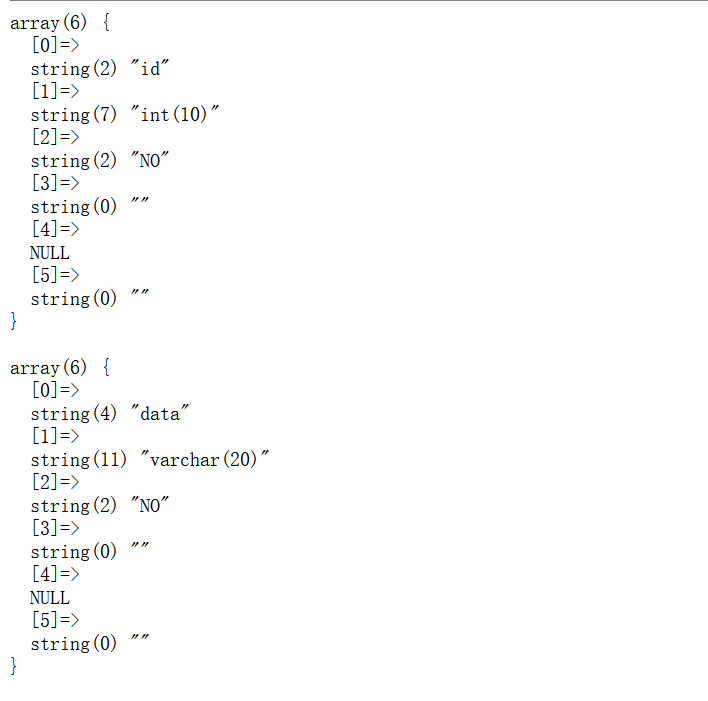 array(6) {
  [0]=>
  string(2) "id"
  [1]=>
  string(7) "int(10)"
  [2]=>
  string(2) "NO"
  [3]=>
  string(0) ""
  [4]=>
  NULL
  [5]=>
  string(0) ""
}

array(6) {
  [0]=>
  string(4) "data"
  [1]=>
  string(11) "varchar(20)"
  [2]=>
  string(2) "NO"
  [3]=>
  string(0) ""
  [4]=>
  NULL
  [5]=>
  string(0) ""
}